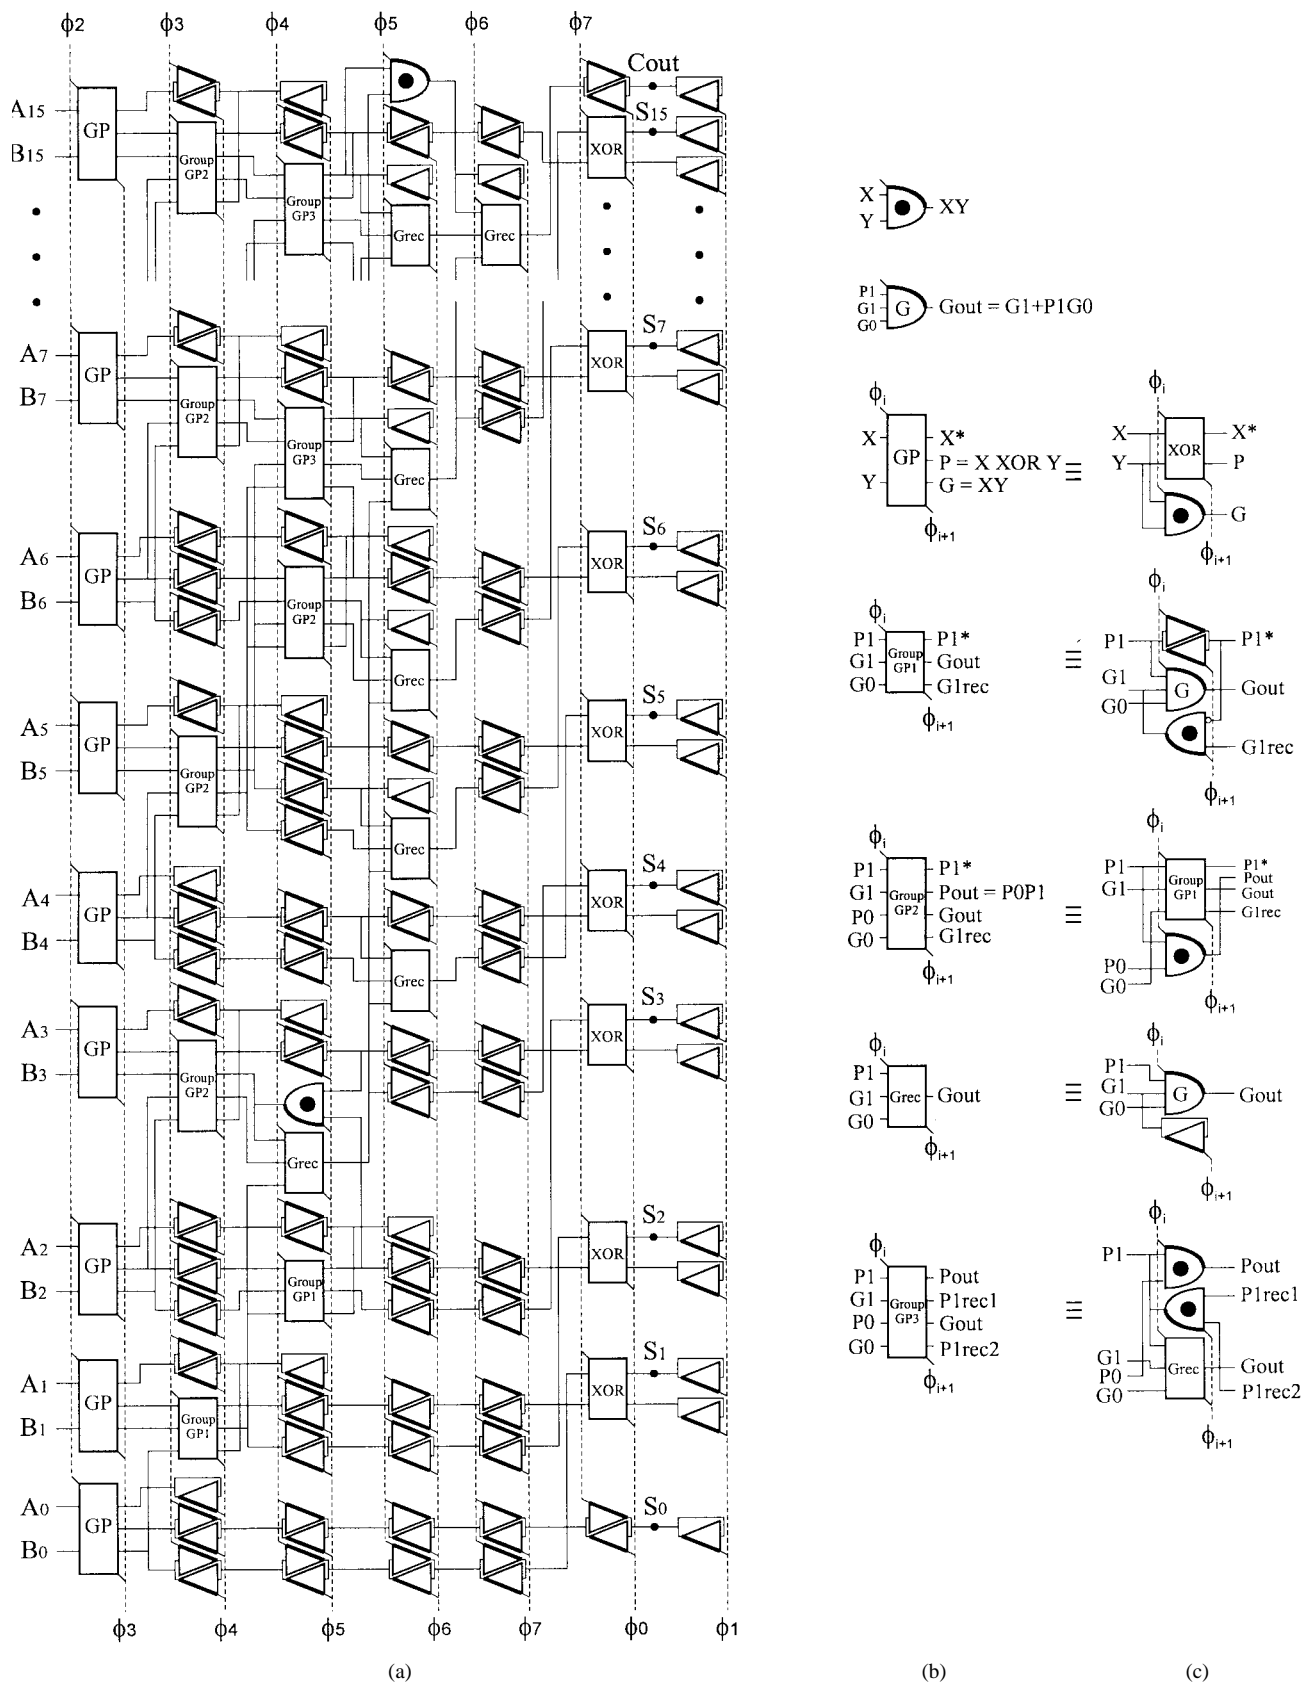 ϕ2 ϕ3 ϕ4 ϕ5 ϕ6 ϕ7
Cout
A15
GP
B15
Group GP2
Group GP3
Grec
Grec
S15
XOR
A7
GP
B7
Group GP2
Group GP3
Grec
S7
XOR
A6
GP
B6
Group GP2
Grec
S6
XOR
A5
GP
B5
Group GP2
Grec
S5
XOR
A4
GP
B4
Grec
S4
XOR
A3
GP
B3
Group GP2
Grec
S3
XOR
A2
GP
B2
Group GP1
S2
XOR
A1
GP
B1
Group GP1
S1
XOR
A0
GP
B0
S0
ϕ3 ϕ4 ϕ5 ϕ6 ϕ7 ϕ0 ϕ1
(a)
X
Y
XY
P1
G1
G0
G
Gout = G1+P1G0
ϕi
X
Y
GP
X*
P = X XOR Y
G = XY
ϕi+1
≡
ϕi
X
Y
XOR
X*
P
G
ϕi+1
ϕi
P1
G1
G0
Group GP1
P1*
Gout
G1rec
ϕi+1
≡
ϕi
P1
G1
G0
G
P1*
Gout
G1rec
ϕi+1
ϕi
P1
G1
P0
G0
Group GP2
P1*
Pout = P0P1
Gout
G1rec
ϕi+1
≡
ϕi
P1
G1
P0
G0
Group GP1
P1*
Pout
Gout
G1rec
ϕi+1
ϕi
P1
G1
G0
Grec
Gout
ϕi+1
≡
ϕi
P1
G1
G0
G
Gout
ϕi+1
ϕi
P1
G1
P0
G0
Group GP3
Pout
P1rec1
Gout
P1rec2
ϕi+1
≡
ϕi
P1
G1
P0
G0
Grec
Pout
P1rec1
Gout
P1rec2
ϕi+1
(b)
(c)